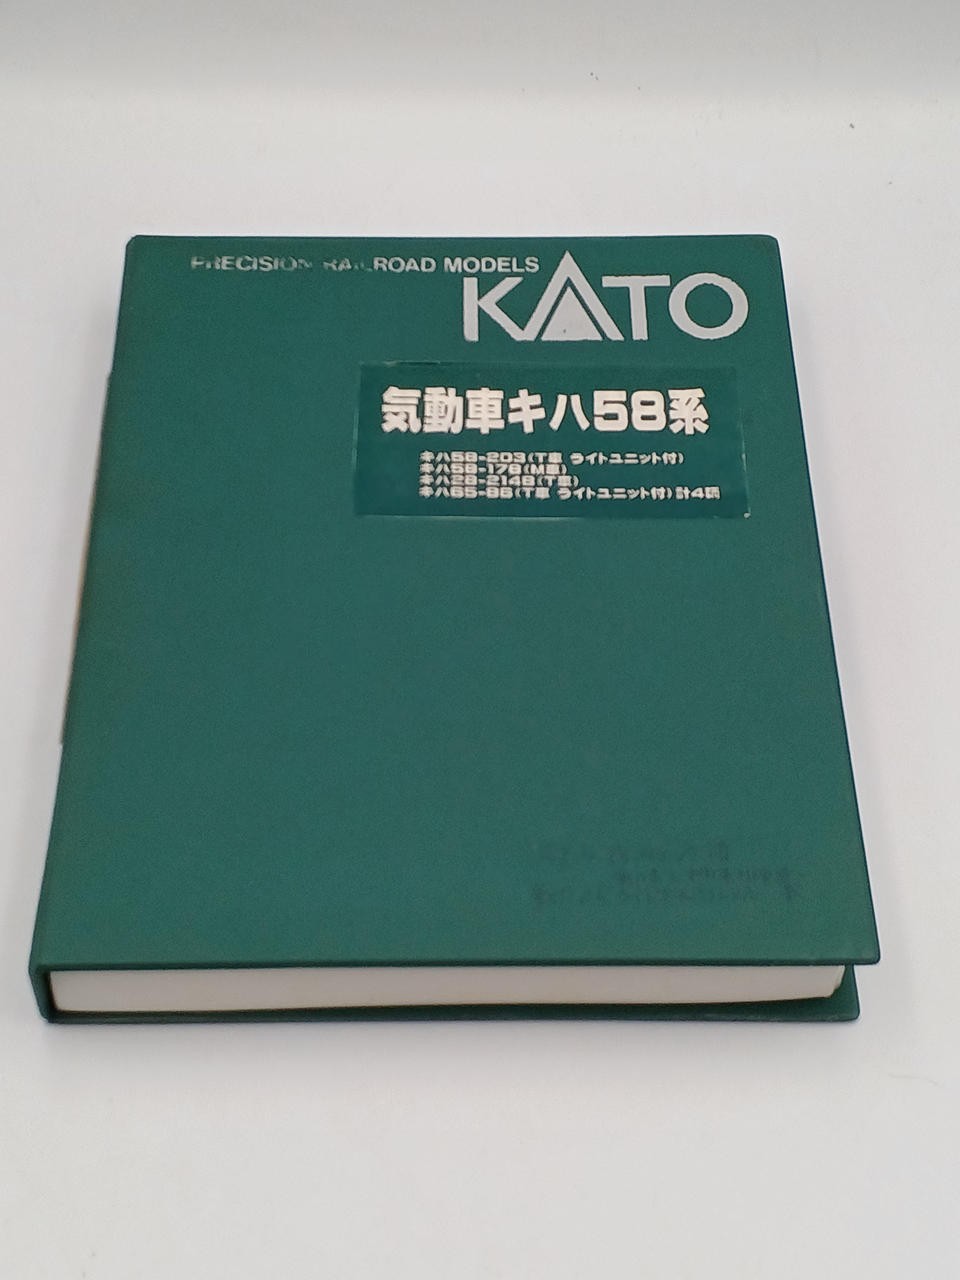 PRECISION RAILROAD MODELS
KATO
気動車キハ58系
キハ58-203(T車 ライトユニット付)
キハ58-178(M車)
キハ28-2148(T車)
キハ65-86(T車 ライトユニット付)計4両